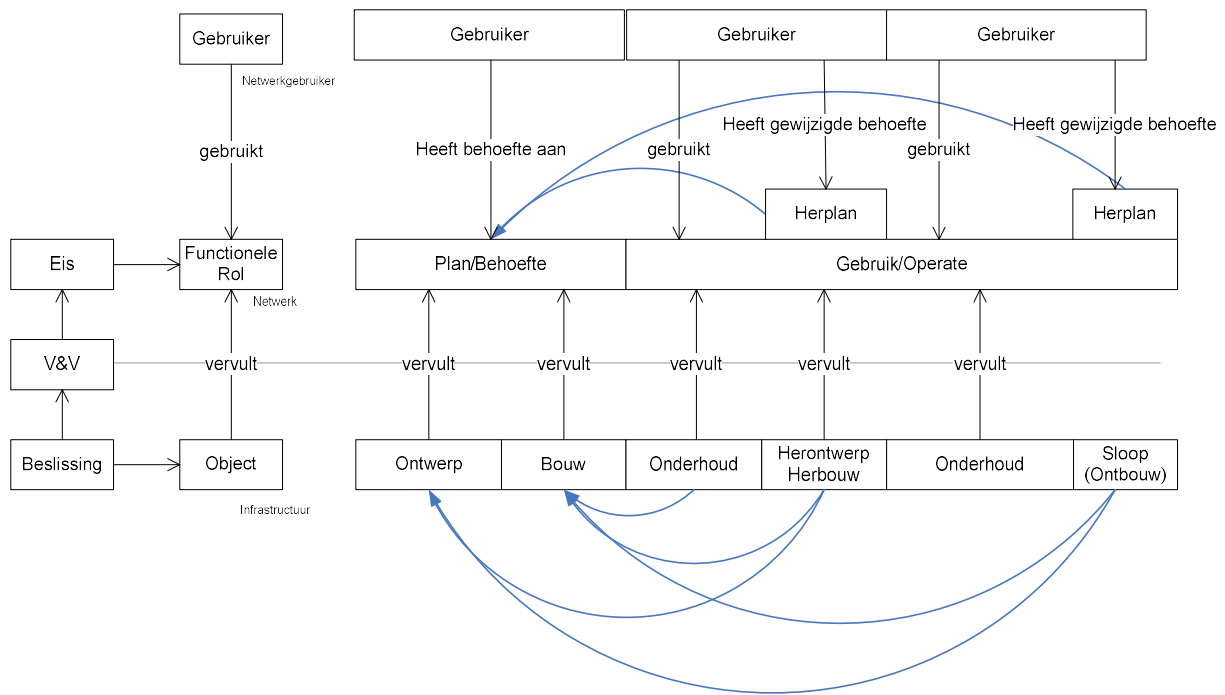 Gebruiker
Gebruiker
Gebruiker
Gebruiker
Netwerkgebruiker
gebruikt
Heeft behoefte aan
gebruikt
Heeft gewijzigde behoefte
gebruikt
Heeft gewijzigde behoefte
Herplan
Herplan
Eis
Functionele
Rol
Netwerk
Plan/Behoefte
Gebruik/Operate
V&V
vervult
vervult
vervult
vervult
vervult
vervult
Beslissing
Object
Infrastructuur
Ontwerp
Bouw
Onderhoud
Herontwerp
Herbouw
Onderhoud
Sloop
(Ontbouw)